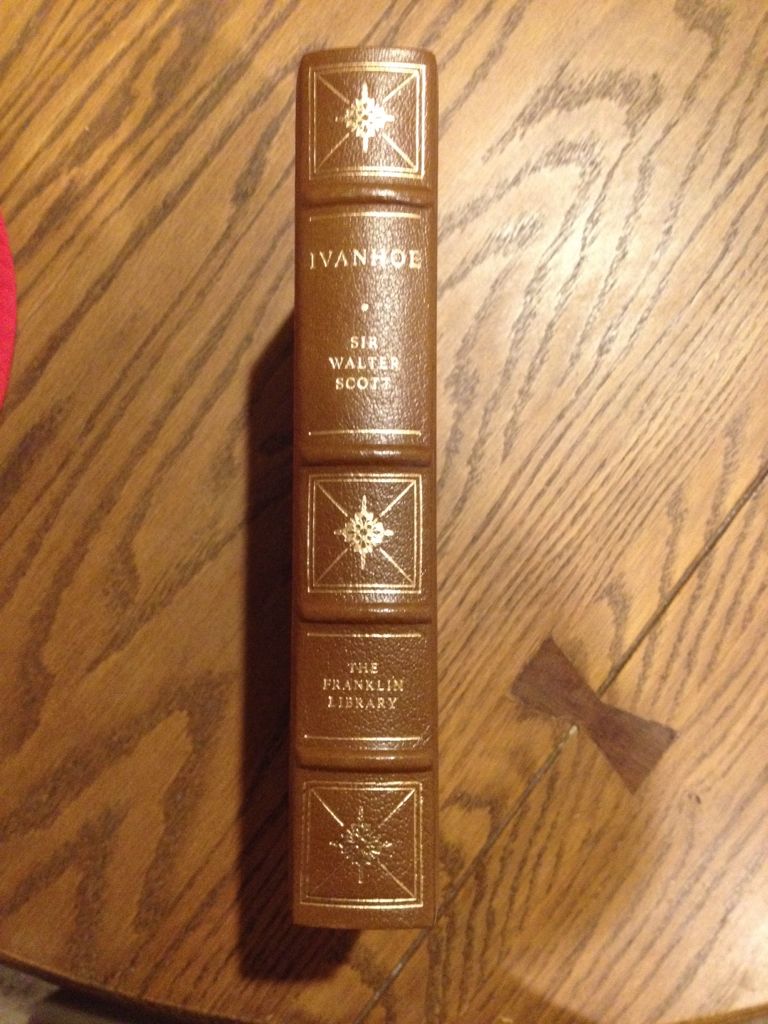 IVANHOE
SIR
WALTER
SCOTT
THE
FRANKLIN
LIBRARY